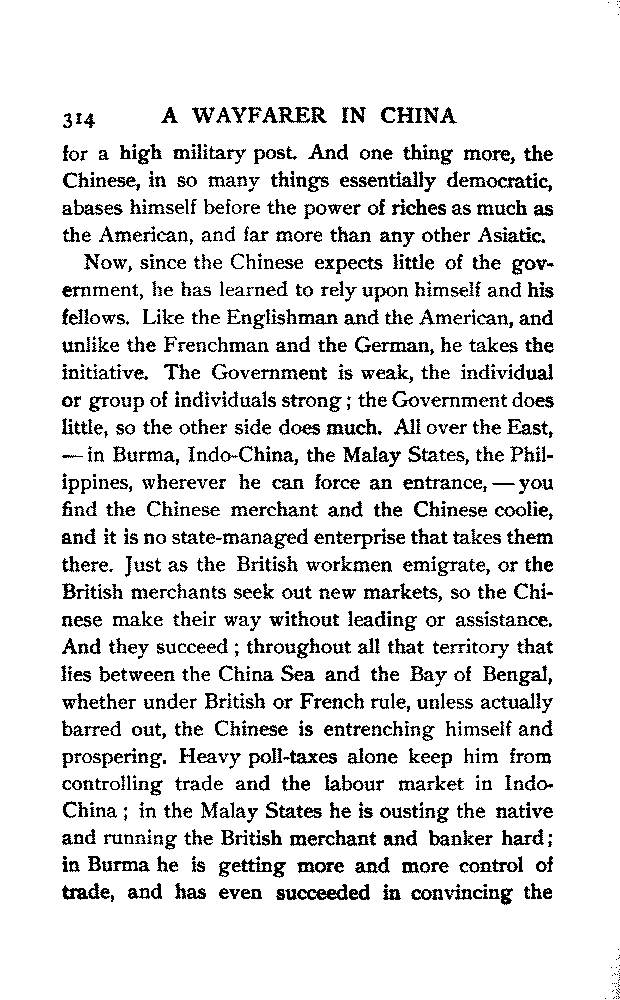 314 A WAYFARER IN CHINA
for a high military post. And one thing more, the
Chinese, in so many things essentially democratic,
abases himself before the power of riches as much as
the American, and far more than any other Asiatic.
Now, since the Chinese expects little of the gov-
ernment, he has learned to rely upon himself and his
fellows. Like the Englishman and the American, and
unlike the Frenchman and the German, he takes the
initiative. The Government is weak, the individual
or group of individuals strong; the Government does
little, so the other side does much. All over the East,
— in Burma, Indo-China, the Malay States, the Phil-
ippines, wherever he can force an entrance, — you
find the Chinese merchant and the Chinese coolie,
and it is no state-managed enterprise that takes them
there. Just as the British workmen emigrate, or the
British merchants seek out new markets, so the Chi-
nese make their way without leading or assistance.
And they succeed; throughout all that territory that
lies between the China Sea and the Bay of Bengal,
whether under British or French rule, unless actually
barred out, the Chinese is entrenching himself and
prospering. Heavy poll-taxes alone keep him from
controlling trade and the labour market in Indo-
China; in the Malay States he is ousting the native
and running the British merchant and banker hard;
in Burma he is getting more and more control of
trade, and has even succeeded in convincing the